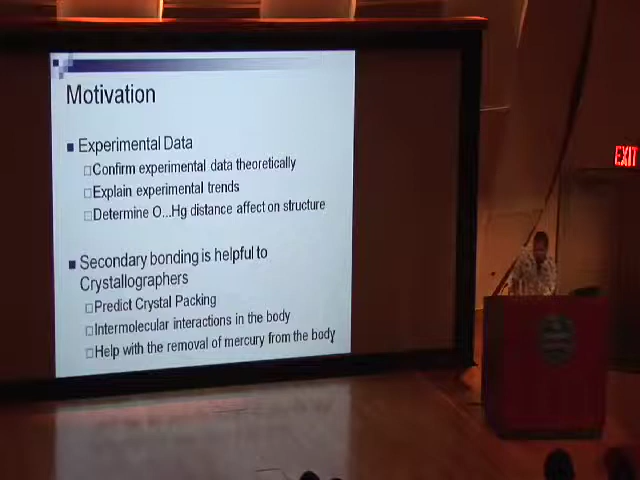 Motivation
Experimental Data
Confirm experimental data theoretically
Explain experimental trends
Determine O...Hg distance affect on structure
Secondary bonding is helpful to
Crystallographers
Predict Crystal Packing
Intermolecular interactions in the body
Help with the removal of mercury from the body
EXIT